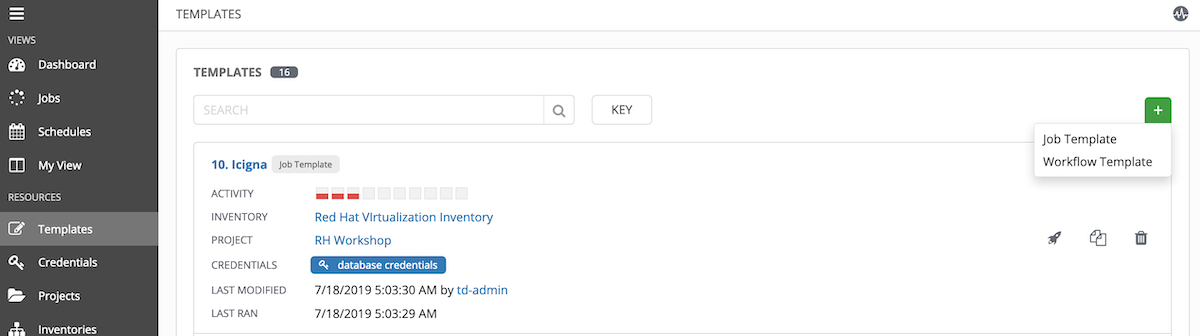 TEMPLATES
VIEWS
Dashboard
Jobs
Schedules
My View
RESOURCES
Templates
Credentials
Projects
Inventories
TEMPLATES 16
SEARCH
KEY
+
Job Template
Workflow Template
10. Icigna Job Template
ACTIVITY
INVENTORY Red Hat VIrtualization Inventory
PROJECT RH Workshop
CREDENTIALS database credentials
LAST MODIFIED 7/18/2019 5:03:30 AM by td-admin
LAST RAN 7/18/2019 5:03:29 AM